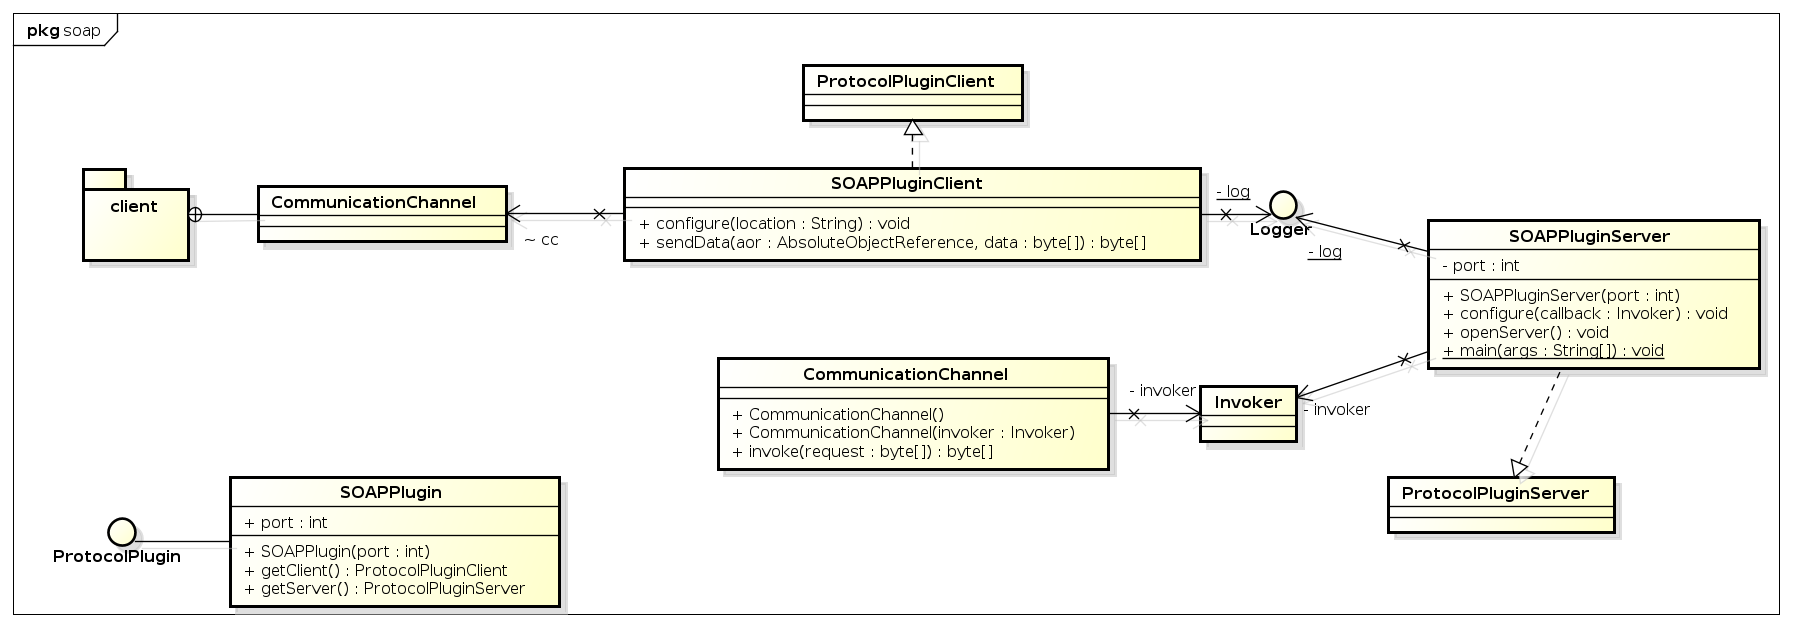 pkg soap
ProtocolPluginClient
client
CommunicationChannel
~ cc
SOAPPluginClient
+ configure(location : String) : void
+ sendData(aor : AbsoluteObjectReference, data : byte[]) : byte[]
- log
Logger
- log
SOAPPluginServer
- port : int
+ SOAPPluginServer(port : int)
+ configure(callback : Invoker) : void
+ openServer() : void
+ main(args : String[]) : void
CommunicationChannel
+ CommunicationChannel()
+ CommunicationChannel(invoker : Invoker)
+ invoke(request : byte[]) : byte[]
- invoker
Invoker
- invoker
ProtocolPluginServer
ProtocolPlugin
SOAPPlugin
+ port : int
+ SOAPPlugin(port : int)
+ getClient() : ProtocolPluginClient
+ getServer() : ProtocolPluginServer